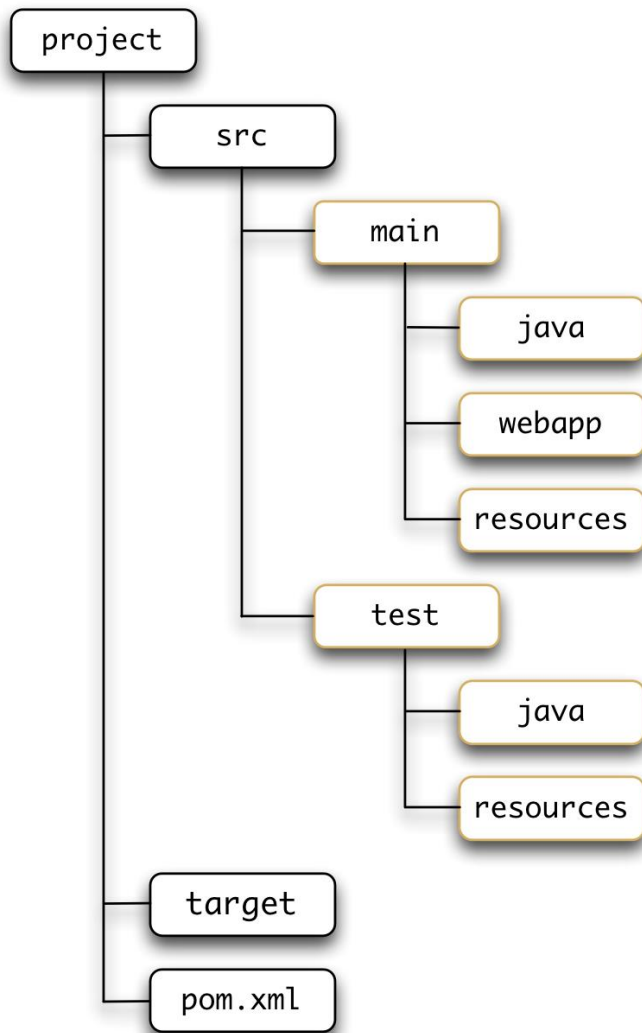 project
src
main
java
webapp
resources
test
java
resources
target
pom.xml